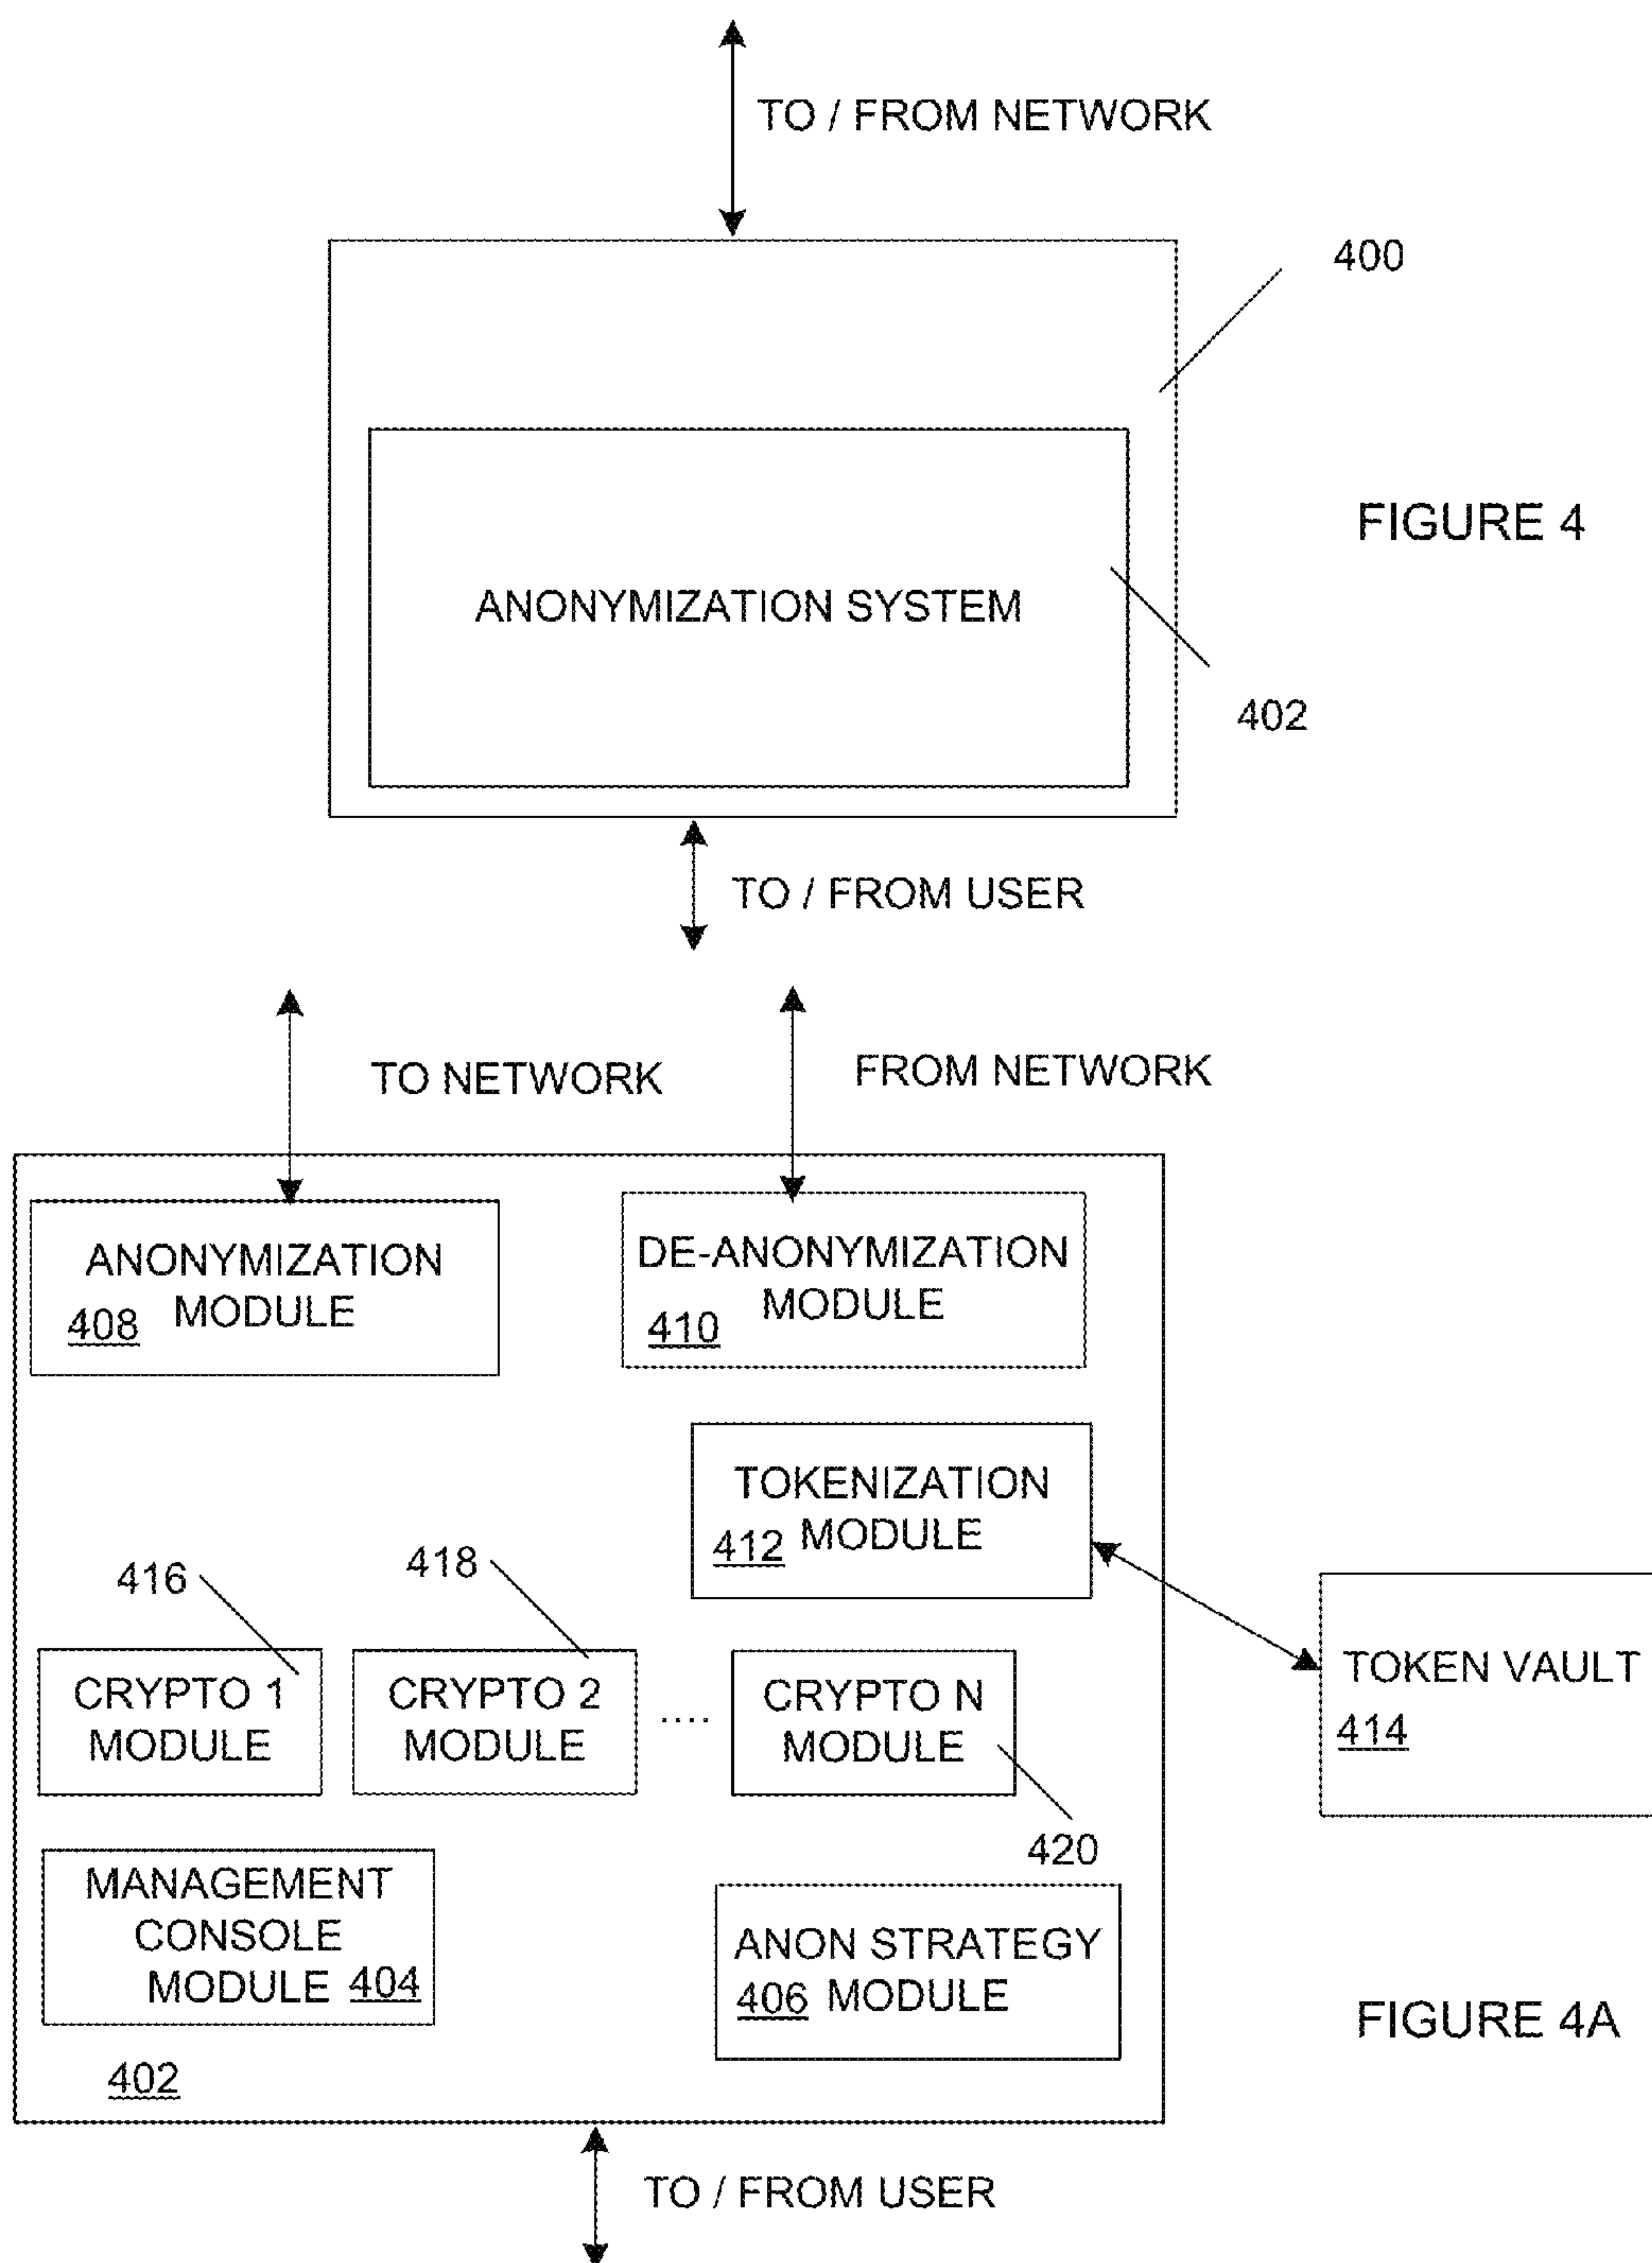 TO / FROM NETWORK
400
ANONYMIZATION SYSTEM
FIGURE 4
402
TO / FROM USER
TO NETWORK
FROM NETWORK
ANONYMIZATION
MODULE
408
DE-ANONYMIZATION
MODULE
410
TOKENIZATION
MODULE
412
416
418
CRYPTO 1
MODULE
CRYPTO 2
MODULE
....
CRYPTO N
MODULE
TOKEN VAULT
414
420
MANAGEMENT
CONSOLE
MODULE 404
ANON STRATEGY
406 MODULE
FIGURE 4A
402
TO / FROM USER